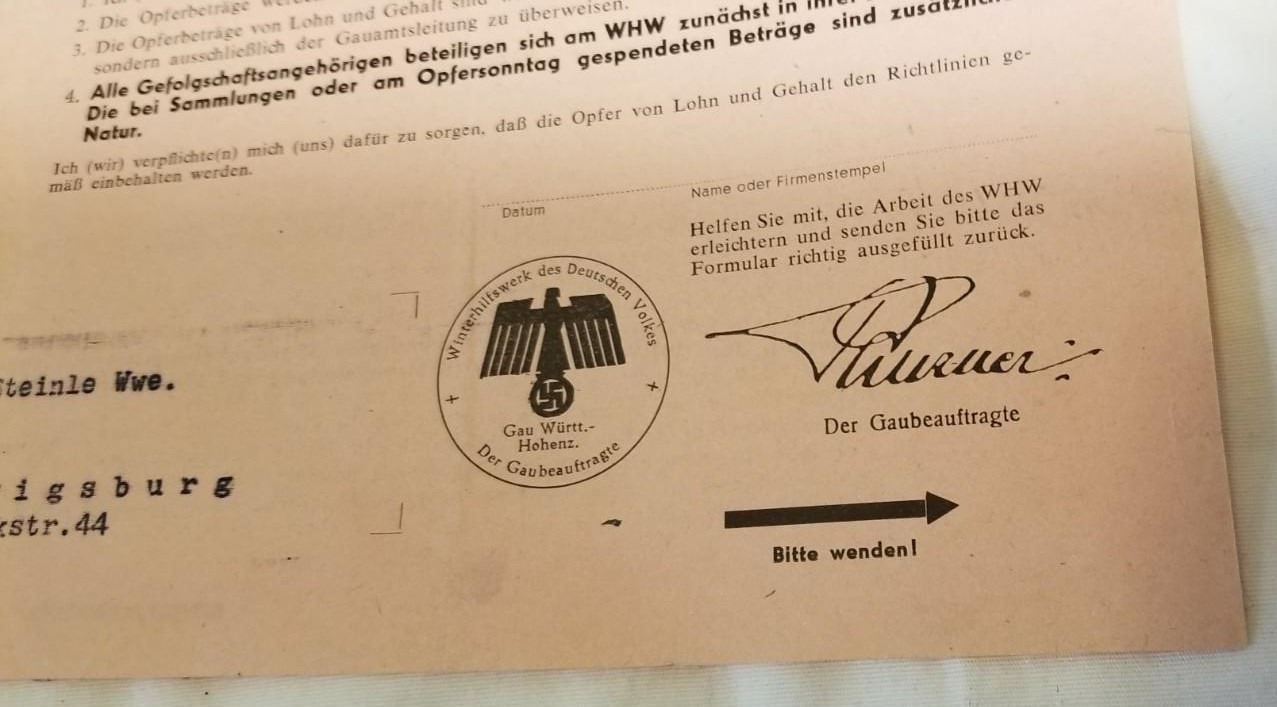 2. Die Opferbeträge
3. Die Opferbeträge von Lohn und Gehalt sind
sondern ausschließlich der Gauamtsleitung zu überweisen.
4. Alle Gefolgschaftsangehörigen beteiligen sich am WHW zunächst in
Die bei Sammlungen oder am Opfersonntag gespendeten Beträge sind
Natur.
Ich (wir) verpflichte(n) mich (uns) dafür zu sorgen, daß die Opfer von Lohn und Gehalt den Richtlinien ge-
mäß einbehalten werden.
Datum
Name oder Firmenstempel
Helfen Sie mit, die Arbeit des WHW
erleichtern und senden Sie bitte das
Formular richtig ausgefüllt zurück.
Winterhilfswerk des Deutschen Volkes
Gau Württ.-
Hohenz.
Der Gaubeauftragte
Der Gaubeauftragte
teinle Wwe.
igsburg
str.44
Bitte wenden!